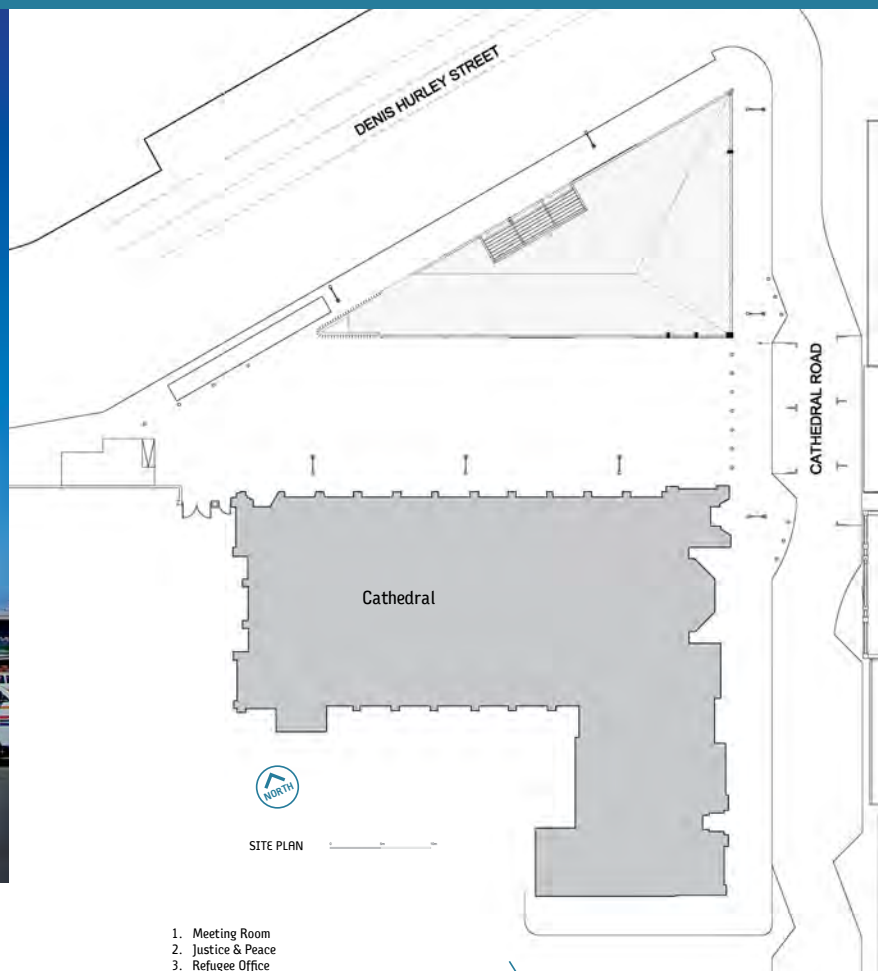 DENIS HURLEY STREET
CATHEDRAL ROAD
Cathedral
NORTH
SITE PLAN
1. Meeting Room
2. Justice & Peace
3. Refugee Office